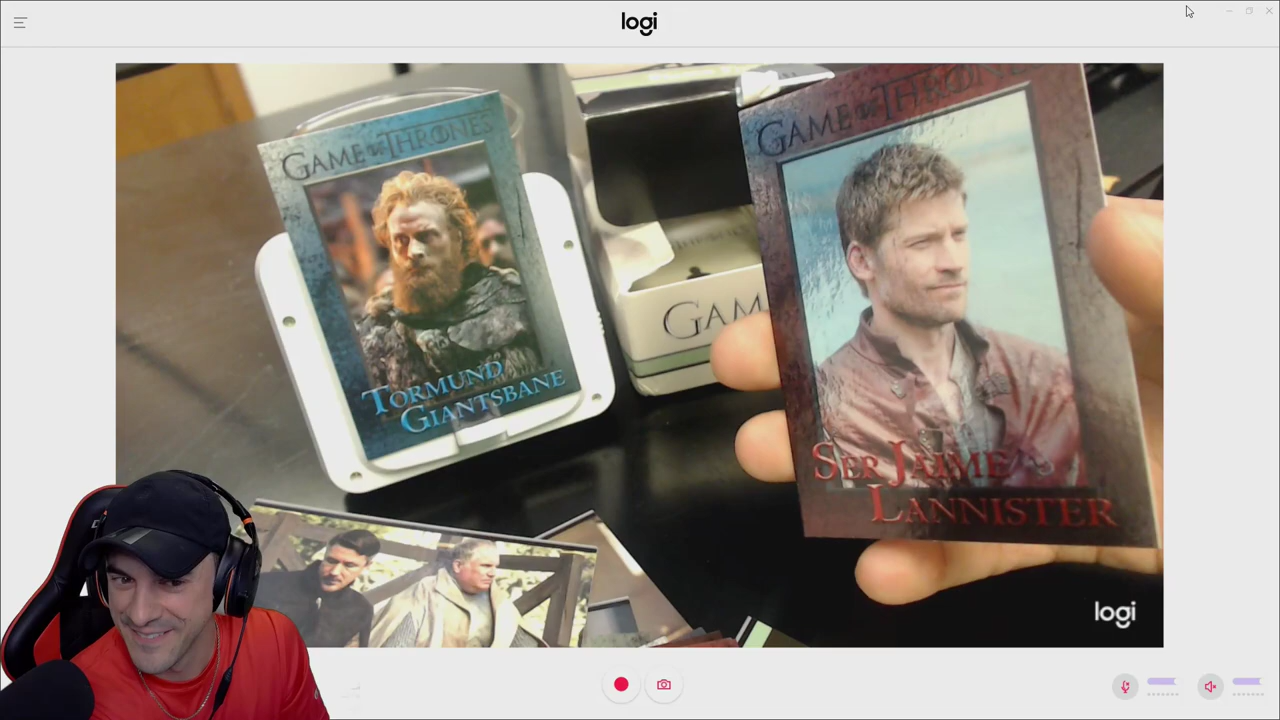 logi
GAME OF THRONES
TORMUND
GIANTSBANE
GAM
GAME OF THRONES
SER JAIME
LANNISTER
logi